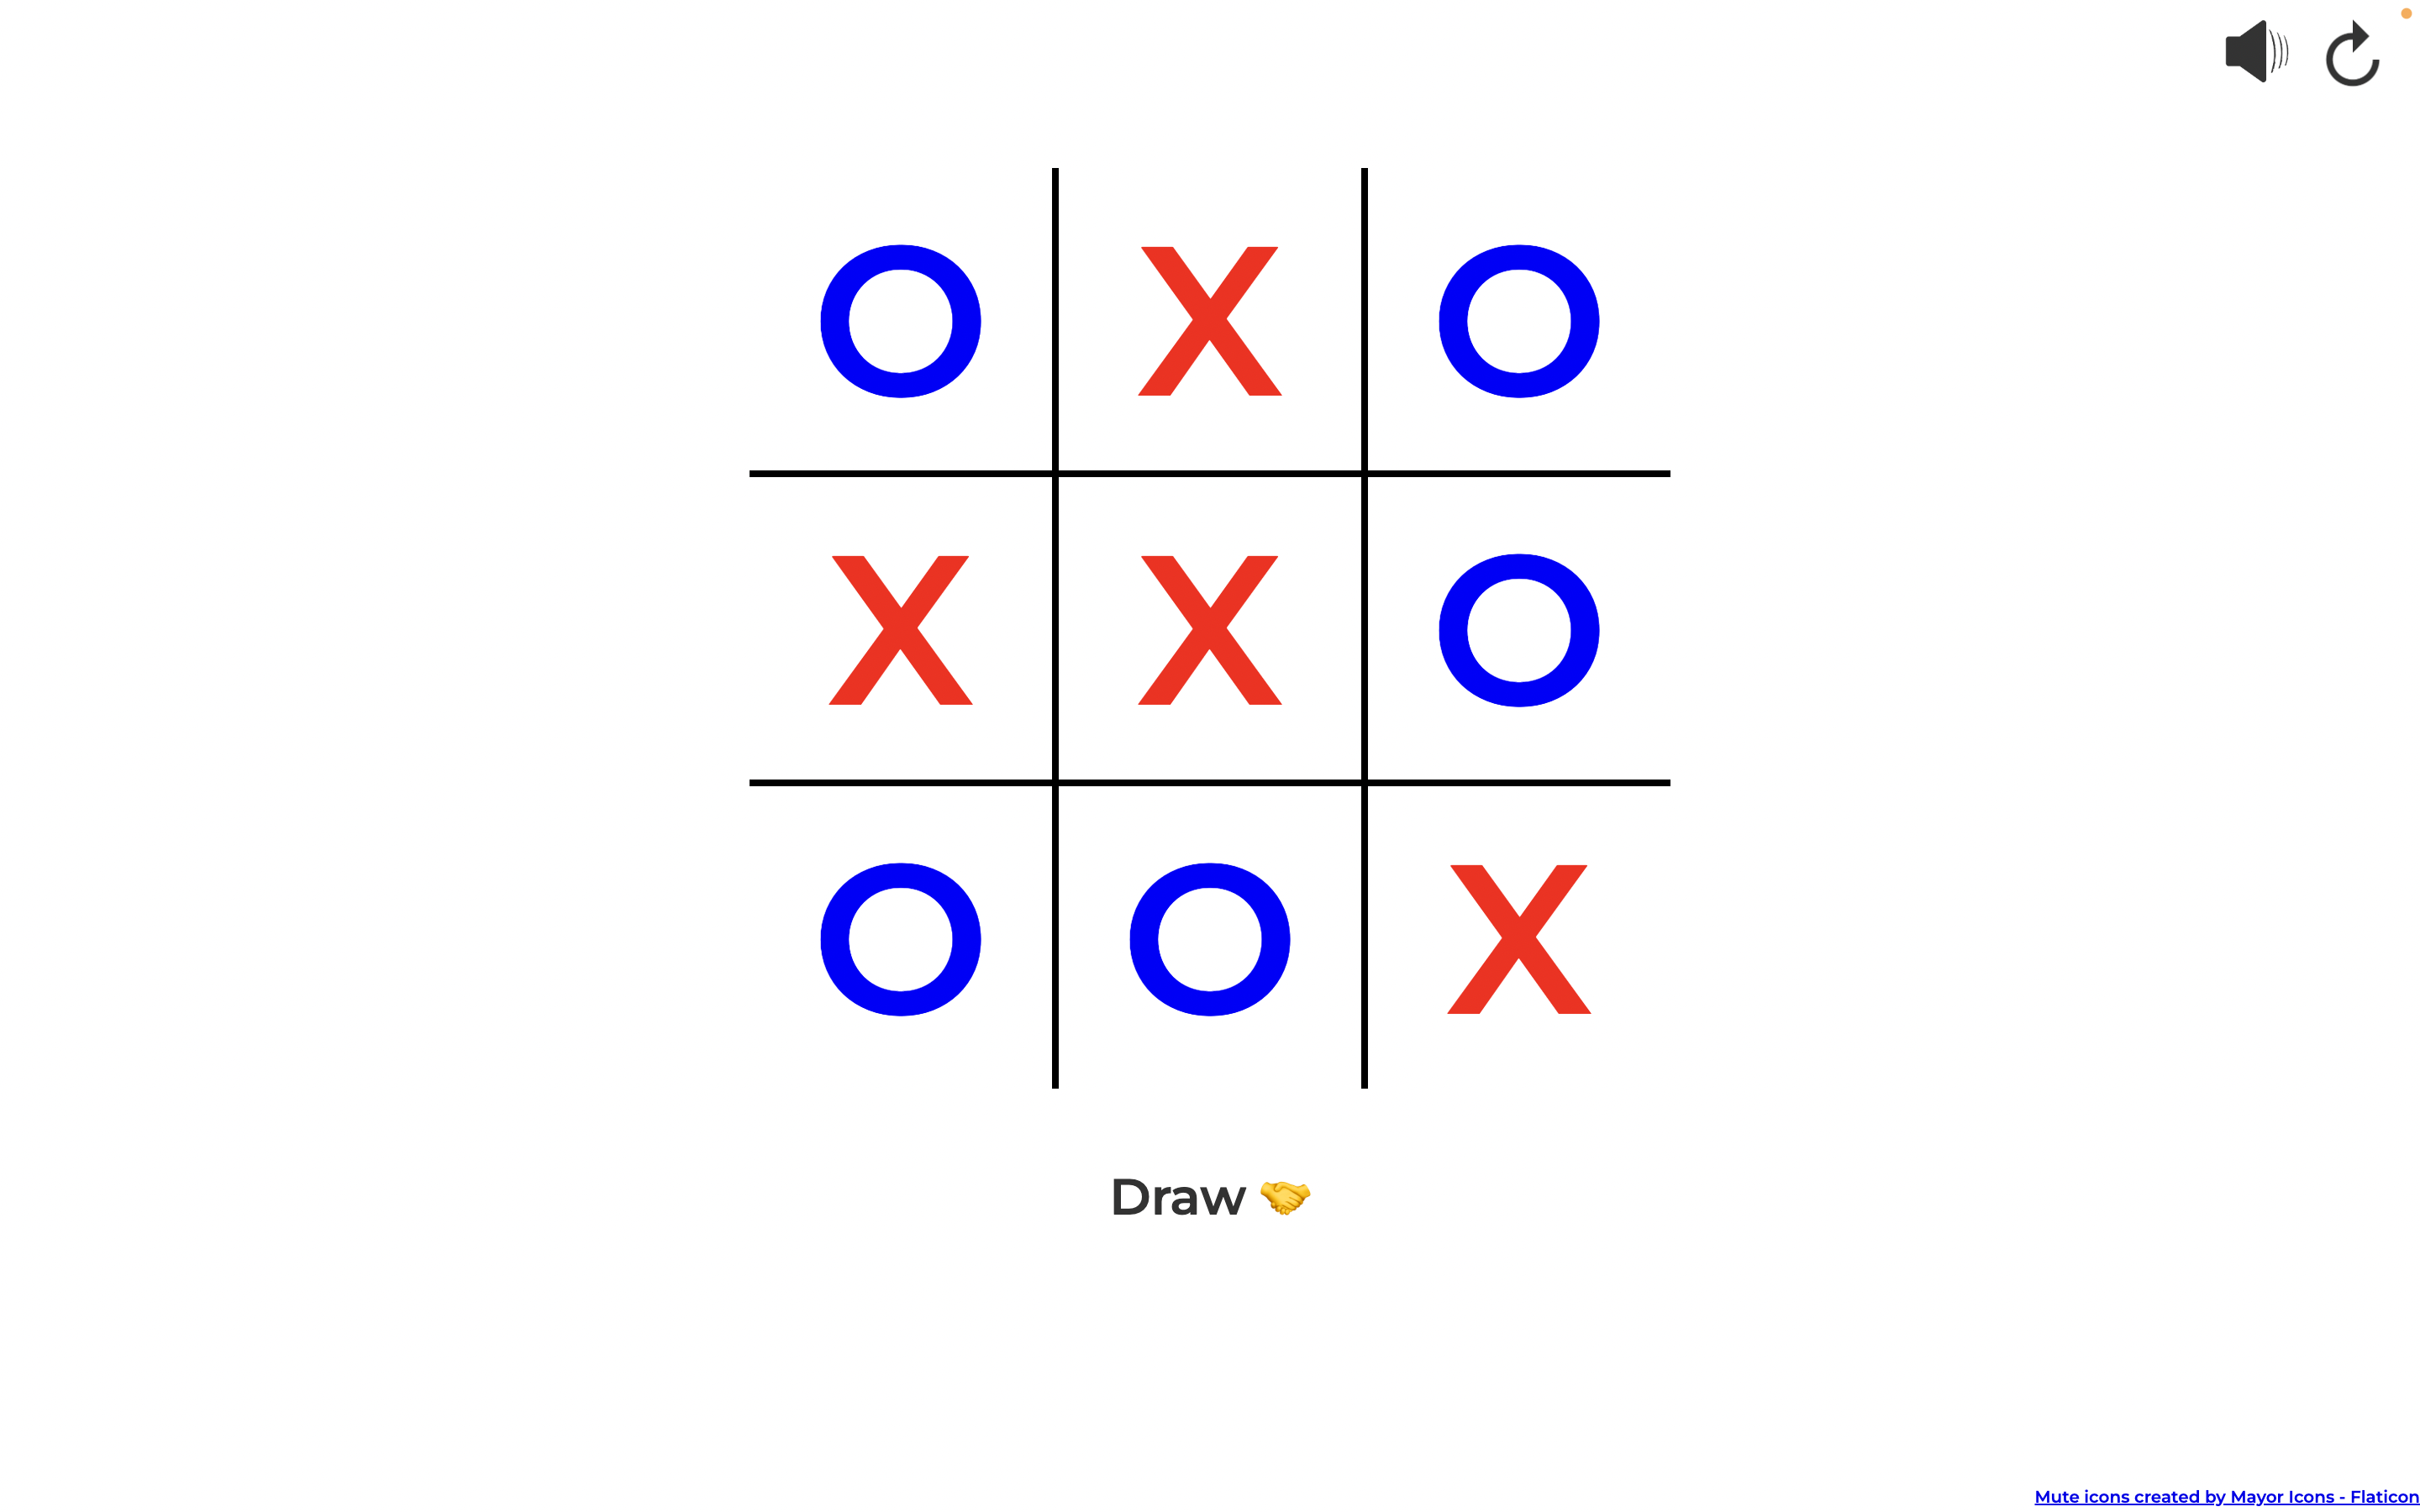 O X O
X X O
O O X
Draw 🤝
Mute icons created by Mayor Icons - Flaticon